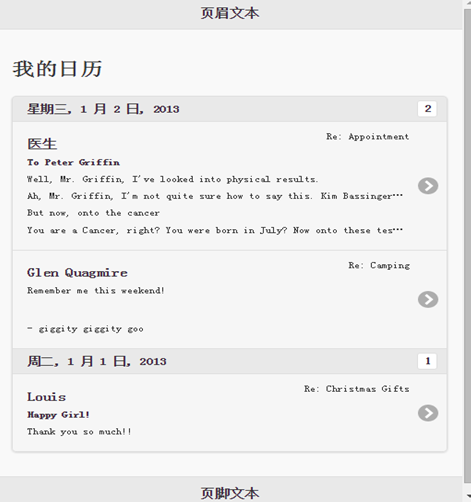 页眉文本
我的日历
星期三, 1 月 2 日, 2013 2
医生 Re: Appointment
To Peter Griffin
Well, Mr. Griffin, I've looked into physical results.
Ah, Mr. Griffin, I'm not quite sure how to say this. Kim Bassinger…
But now, onto the cancer
You are a Cancer, right? You were born in July? Now onto these tes…
Glen Quagmire Re: Camping
Remember me this weekend!
- giggity giggity goo
周二, 1 月 1 日, 2013 1
Louis Re: Christmas Gifts
Happy Girl!
Thank you so much!!
页脚文本